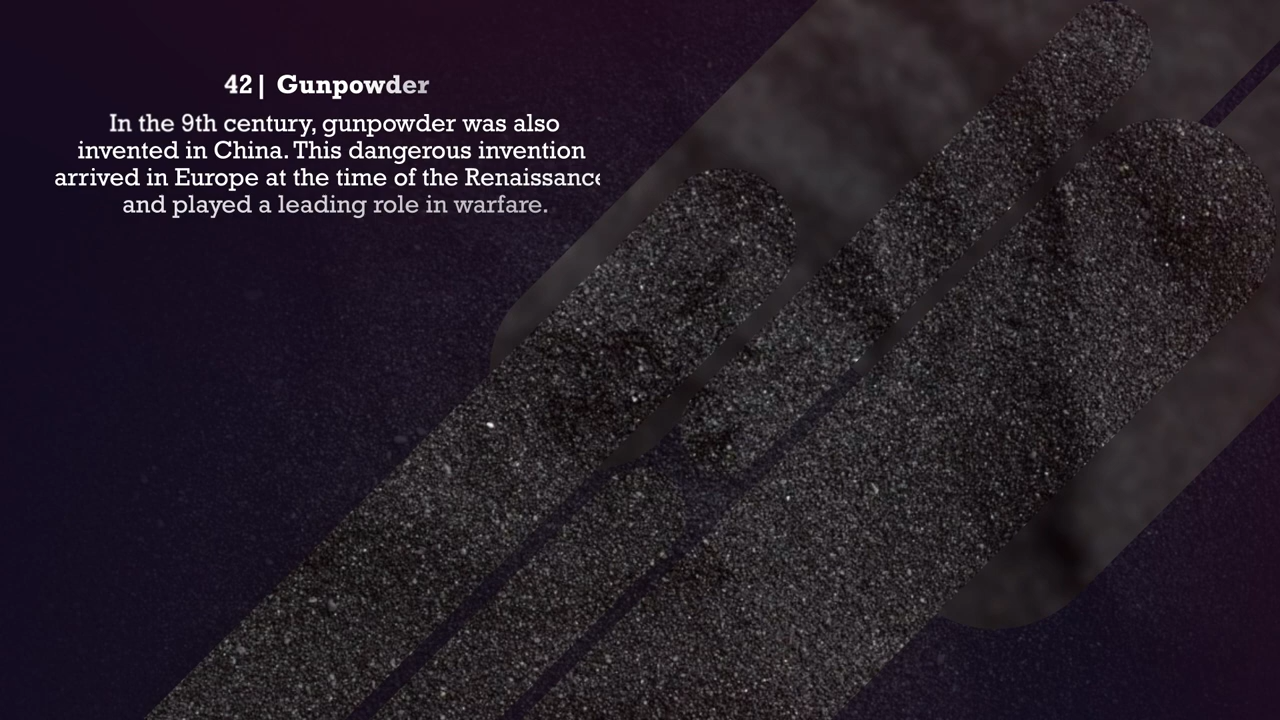 42| Gunpowder
In the 9th century, gunpowder was also
invented in China. This dangerous invention
arrived in Europe at the time of the Renaissance
and played a leading role in warfare.